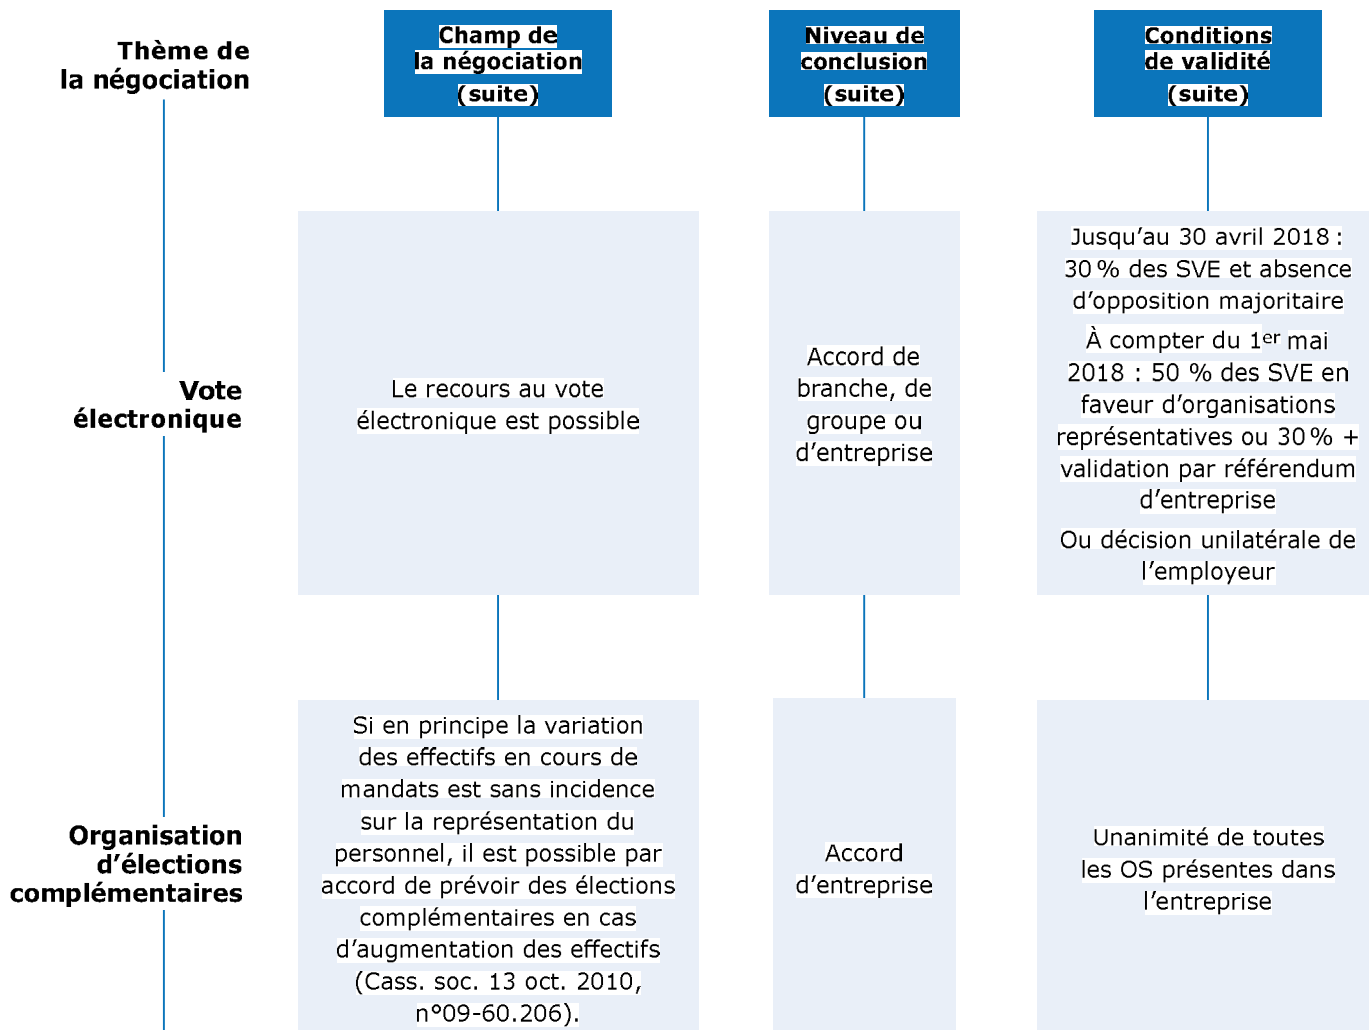 Thème de
la négociation
Champ de
la négociation
(suite)
Niveau de
conclusion
(suite)
Conditions
de validité
(suite)
Vote
électronique
Le recours au vote
électronique est possible
Accord de
branche, de
groupe ou
d’entreprise
Jusqu’au 30 avril 2018 :
30 % des SVE et absence
d’opposition majoritaire
À compter du 1er mai
2018 : 50 % des SVE en
faveur d’organisations
représentatives ou 30 % +
validation par référendum
d’entreprise
Ou décision unilatérale de
l’employeur
Organisation
d’élections
complémentaires
Si en principe la variation
des effectifs en cours de
mandats est sans incidence
sur la représentation du
personnel, il est possible par
accord de prévoir des élections
complémentaires en cas
d’augmentation des effectifs
(Cass. soc. 13 oct. 2010,
n°09-60.206).
Accord
d’entreprise
Unanimité de toutes
les OS présentes dans
l’entreprise